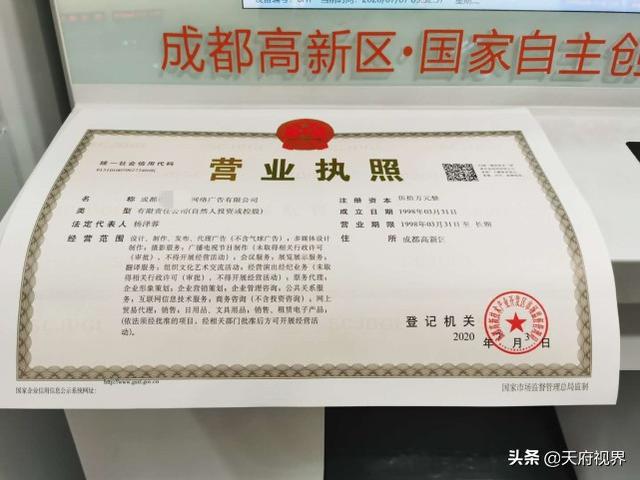 成都高新区·国家自主创
统一社会信用代码
营业执照
名 称 成都 网络广告有限公司
类 型 有限责任公司(自然人投资或控股)
法定代表人 杨泽蓉
经营范围 设计、制作、发布、代理广告（不含气球广告）；多媒体设计
制作；摄影服务；广播电视节目制作（未取得相关行政许可
（审批），不得开展经营活动）；会议服务；展览展示服务；
翻译服务；组织文化艺术交流活动；经营演出经纪业务（未取
得相关行政许可（审批），不得开展经营活动）；票务代理；
企业形象策划；企业营销策划；企业管理咨询；公共关系服
务；互联网信息技术服务；商务咨询（不含投资咨询）；网上
贸易代理；销售：日用品、文具用品；销售、租赁电子产品；
(依法须经批准的项目，经相关部门批准后方可开展经营活
动)。
注册资本 伍拾万元整
成立日期 1998年03月31日
营业期限 1998年03月31日 至 长期
住 所 成都高新区
登记机关
2020 年 月 3 日
http://www.gsxt.gov.cn
国家企业信用信息公示系统网址：
国家市场监督管理总局监制
头条 @天府视界